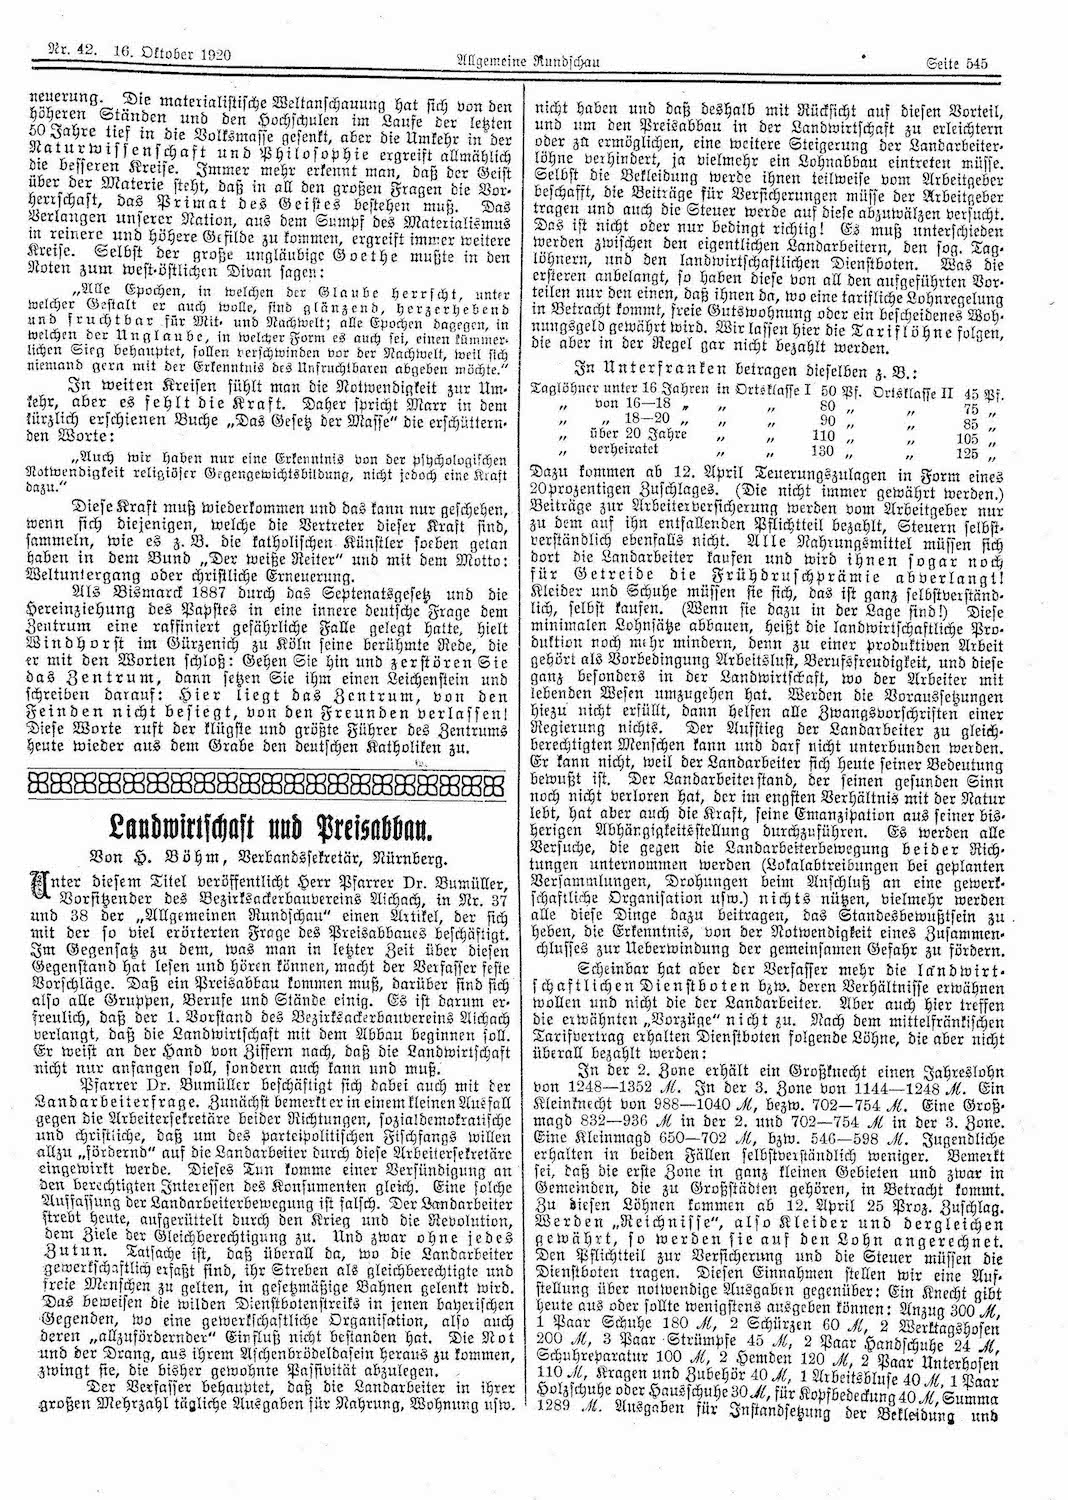 Nr. 42. 16. Oktober 1920
Allgemeine Rundschau
Seite 545
neuerung. Die materialistische Weltanschauung hat sich von den
höheren Ständen und den Hochschulen im Laufe der letzten
50 Jahre tief in die Volksmasse gesenkt, aber die Umkehr in der
Naturwissenschaft und Philosophie ergreift allmählich
die besseren Kreise. Immer mehr erkennt man, daß der Geist
über der Materie steht, daß in all den großen Fragen die Vor-
herrschaft, das Primat des Geistes bestehen muß. Das
Verlangen unserer Nation, aus dem Sumpf des Materialismus
in reinere und höhere Gefilde zu kommen, ergreift immer weitere
Kreise. Selbst der große ungläubige Goethe mußte in den
Noten zum west-östlichen Divan sagen:
„Alle Epochen, in welchen der Glaube herrscht, unter
welcher Gestalt er auch wolle, sind glänzend, herzerhebend
und fruchtbar für Mit- und Nachwelt; alle Epochen dagegen, in
welchen der Unglaube, in welcher Form es auch sei, einen kümmer-
lichen Sieg behauptet, sollen verschwinden vor der Nachwelt, weil sich
niemand gern mit der Erkenntnis des Unfruchtbaren abgeben möchte.“
In weiten Kreisen fühlt man die Notwendigkeit zur Um-
kehr, aber es fehlt die Kraft. Daher spricht Marr in dem
kürzlich erschienen Buche „Das Gesetz der Masse“ die erschüttern-
den Worte:
„Auch wir haben nur eine Erkenntnis von der psychologischen
Notwendigkeit religiöser Gegengewichtsbildung, nicht jedoch eine Kraft
dazu.“
Diese Kraft muß wiederkommen und das kann nur geschehen,
wenn sich diejenigen, welche die Vertreter dieser Kraft sind,
sammeln, wie es z. B. die katholischen Künstler soeben getan
haben in dem Bund „Der weiße Reiter“ und mit dem Motto:
Weltuntergang oder christliche Erneuerung.
Als Bismarck 1887 durch das Septenatsgesetz und die
Hereinziehung des Papstes in eine innere deutsche Frage dem
Zentrum eine raffiniert gefährliche Falle gelegt hatte, hielt
Windhorst im Gürzenich zu Köln seine berühmte Rede, die
er mit den Worten schloß: Gehen Sie hin und zerstören Sie
das Zentrum, dann setzen Sie ihm einen Leichenstein und
schreiben darauf: Hier liegt das Zentrum, von den
Feinden nicht besiegt, von den Freunden verlassen!
Diese Worte ruft der klügste und größte Führer des Zentrums
heute wieder aus dem Grabe den deutschen Katholiken zu.
Landwirtschaft und Preisabbau.
Von H. Böhm, Verbandssekretär, Nürnberg.
Unter diesem Titel veröffentlicht Herr Pfarrer Dr. Bumüller,
Vorsitzender des Bezirksackerbauvereins Aichach, in Nr. 37
und 38 der „Allgemeinen Rundschau“ einen Artikel, der sich
mit der so viel erörterten Frage des Preisabbaues beschäftigt.
Im Gegensatz zu dem, was man in letzter Zeit über diesen
Gegenstand hat lesen und hören können, macht der Verfasser feste
Vorschläge. Daß ein Preisabbau kommen muß, darüber sind sich
also alle Gruppen, Berufe und Stände einig. Es ist darum er-
freulich, daß der 1. Vorstand des Bezirksackerbauvereins Aichach
verlangt, daß die Landwirtschaft mit dem Abbau beginnen soll.
Er weist an der Hand von Ziffern nach, daß die Landwirtschaft
nicht nur anfangen soll, sondern auch kann und muß.
Pfarrer Dr. Bumüller beschäftigt sich dabei auch mit der
Landarbeiterfrage. Zunächst bemerkt er in einem kleinen Ausfall
gegen die Arbeitersekretäre beider Richtungen, sozialdemokratische
und christliche, daß um des parteipolitischen Fischfangs willen
allzu „fördernd“ auf die Landarbeiter durch diese Arbeitersekretäre
eingewirkt werde. Dieses Tun komme einer Versündigung an
den berechtigten Interessen des Konsumenten gleich. Eine solche
Auffassung der Landarbeiterbewegung ist falsch. Der Landarbeiter
strebt heute, aufgerüttelt durch den Krieg und die Revolution,
dem Ziele der Gleichberechtigung zu. Und zwar ohne jedes
Zutun. Tatsache ist, daß überall da, wo die Landarbeiter
gewerkschaftlich erfaßt sind, ihr Streben als gleichberechtigte und
freie Menschen zu gelten, in gesetzmäßige Bahnen gelenkt wird.
Das beweisen die wilden Dienstbotenstreiks in jenen bayerischen
Gegenden, wo eine gewerkschaftliche Organisation, also auch
deren „allzufördernder“ Einfluß nicht bestanden hat. Die Not
und der Drang, aus ihrem Aschenbrödeldasein heraus zu kommen,
zwingt sie, die bisher gewohnte Passivität abzulegen.
Der Verfasser behauptet, daß die Landarbeiter in ihrer
großen Mehrzahl tägliche Ausgaben für Nahrung, Wohnung usw.
nicht haben und daß deshalb mit Rücksicht auf diesen Vorteil,
und um den Preisabbau in der Landwirtschaft zu erleichtern
oder zu ermöglichen, eine weitere Steigerung der Landarbeiter-
löhne verhindert, ja vielmehr ein Lohnabbau eintreten müsse.
Selbst die Bekleidung werde ihnen teilweise vom Arbeitgeber
beschafft, die Beiträge für Versicherungen müsse der Arbeitgeber
tragen und auch die Steuer werde auf diese abzuwälzen versucht.
Das ist nicht oder nur bedingt richtig! Es muß unterschieden
werden zwischen den eigentlichen Landarbeitern, den sog. Tag-
löhnern, und den landwirtschaftlichen Dienstboten. Was die
ersteren anbelangt, so haben diese von all den aufgeführten Vor-
teilen nur den einen, daß ihnen da, wo eine tarifliche Lohnregelung
in Betracht kommt, freie Gutswohnung oder ein bescheidenes Woh-
nungsgeld gewährt wird. Wir lassen hier die Tariflöhne folgen,
die aber in der Regel gar nicht bezahlt werden.
In Unterfranken betragen dieselben z. B.:
Taglöhner unter 16 Jahren in Ortsklasse I 50 Pf. Ortsklasse II 45 Pf.
„ von 16—18 „ „ „ 80 „ „ 75 „
„ „ 18—20 „ „ „ 90 „ „ 85 „
„ über 20 Jahre „ „ 110 „ „ 105 „
„ verheiratet „ „ 130 „ „ 125 „
Dazu kommen ab 12. April Teuerungszulagen in Form eines
20prozentigen Zuschlages. (Die nicht immer gewährt werden.)
Beiträge zur Arbeiterversicherung werden vom Arbeitgeber nur
zu dem auf ihn entfallenden Pflichtteil bezahlt, Steuern selbst-
verständlich ebenfalls nicht. Alle Nahrungsmittel müssen sich
dort die Landarbeiter kaufen und wird ihnen sogar noch
für Getreide die Frühdruschprämie abverlangt!
Kleider und Schuhe müssen sie sich, das ist ganz selbstverständ-
lich, selbst kaufen. (Wenn sie dazu in der Lage sind!) Diese
minimalen Lohnsätze abbauen, heißt die landwirtschaftliche Pro-
duktion noch mehr mindern, denn zu einer produktiven Arbeit
gehört als Vorbedingung Arbeitslust, Berufsfreudigkeit, und diese
ganz besonders in der Landwirtschaft, wo der Arbeiter mit
lebenden Wesen umzugehen hat. Werden die Voraussetzungen
hiezu nicht erfüllt, dann helfen alle Zwangsvorschriften einer
Regierung nichts. Der Aufstieg der Landarbeiter zu gleich-
berechtigten Menschen kann und darf nicht unterbunden werden.
Er kann nicht, weil der Landarbeiter sich heute seiner Bedeutung
bewußt ist. Der Landarbeiterstand, der seinen gesunden Sinn
noch nicht verloren hat, der im engsten Verhältnis mit der Natur
lebt, hat aber auch die Kraft, seine Emanzipation aus seiner bis-
herigen Abhängigkeitsstellung durchzuführen. Es werden alle
Versuche, die gegen die Landarbeiterbewegung beider Rich-
tungen unternommen werden (Lokalabtreibungen bei geplanten
Versammlungen, Drohungen beim Anschluß an eine gewerk-
schaftliche Organisation usw.) nichts nützen, vielmehr werden
alle diese Dinge dazu beitragen, das Standesbewußtsein zu
heben, die Erkenntnis, von der Notwendigkeit eines Zusammen-
schlusses zur Ueberwindung der gemeinsamen Gefahr zu fördern.
Scheinbar hat aber der Verfasser mehr die landwirt-
schaftlichen Dienstboten bzw. deren Verhältnisse erwähnen
wollen und nicht die der Landarbeiter. Aber auch hier treffen
die erwähnten „Vorzüge“ nicht zu. Nach dem mittelfränkischen
Tarifvertrag erhalten Dienstboten folgende Löhne, die aber nicht
überall bezahlt werden:
In der 2. Zone erhält ein Großknecht einen Jahreslohn
von 1248—1352 M. In der 3. Zone von 1144—1248 M. Ein
Kleinknecht von 988—1040 M, bezw. 702—754 M. Eine Groß-
magd 832—936 M in der 2. und 702—754 M in der 3. Zone.
Eine Kleinmagd 650—702 M, bzw. 546—598 M. Jugendliche
erhalten in beiden Fällen selbstverständlich weniger. Bemerkt
sei, daß die erste Zone in ganz kleinen Gebieten und zwar in
Gemeinden, die zu Großstädten gehören, in Betracht kommt.
Zu diesen Löhnen kommen ab 12. April 25 Proz. Zuschlag.
Werden „Reichnisse“, also Kleider und dergleichen
gewährt, so werden sie auf den Lohn angerechnet.
Den Pflichtteil zur Versicherung und die Steuer müssen die
Dienstboten tragen. Diesen Einnahmen stellen wir eine Auf-
stellung über notwendige Ausgaben gegenüber: Ein Knecht gibt
heute aus oder sollte wenigstens ausgeben können: Anzug 300 M,
1 Paar Schuhe 180 M, 2 Schürzen 60 M, 2 Werktagshosen
200 M, 3 Paar Strümpfe 45 M, 2 Paar Handschuhe 24 M,
Schuhreparatur 100 M, 2 Hemden 120 M, 2 Paar Unterhosen
110 M, Kragen und Zubehör 40 M, 1 Arbeitsbluse 40 M, 1 Paar
Holzschuhe oder Hausschuhe 30 M, für Kopfbedeckung 40 M, Summa
1289 M. Ausgaben für Instandsetzung der Bekleidung und